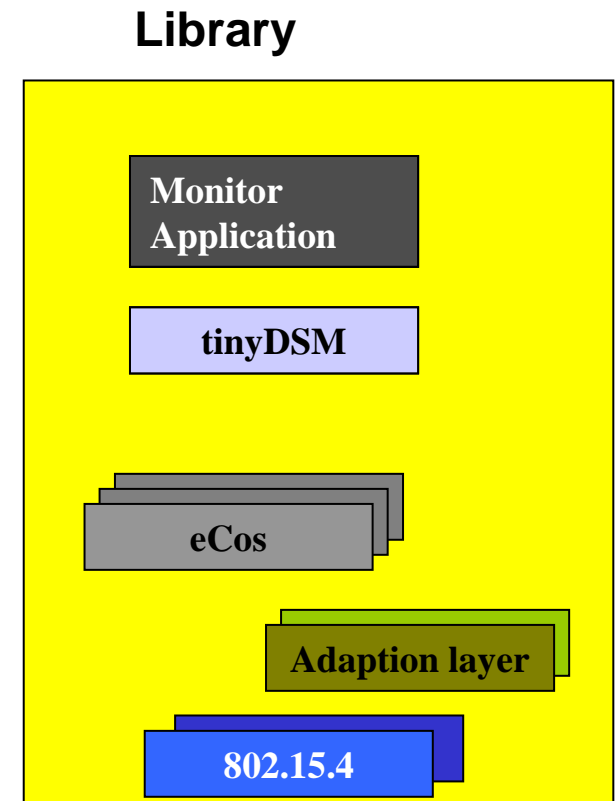 Library
Monitor
Application
tinyDSM
eCos
Adaption layer
802.15.4